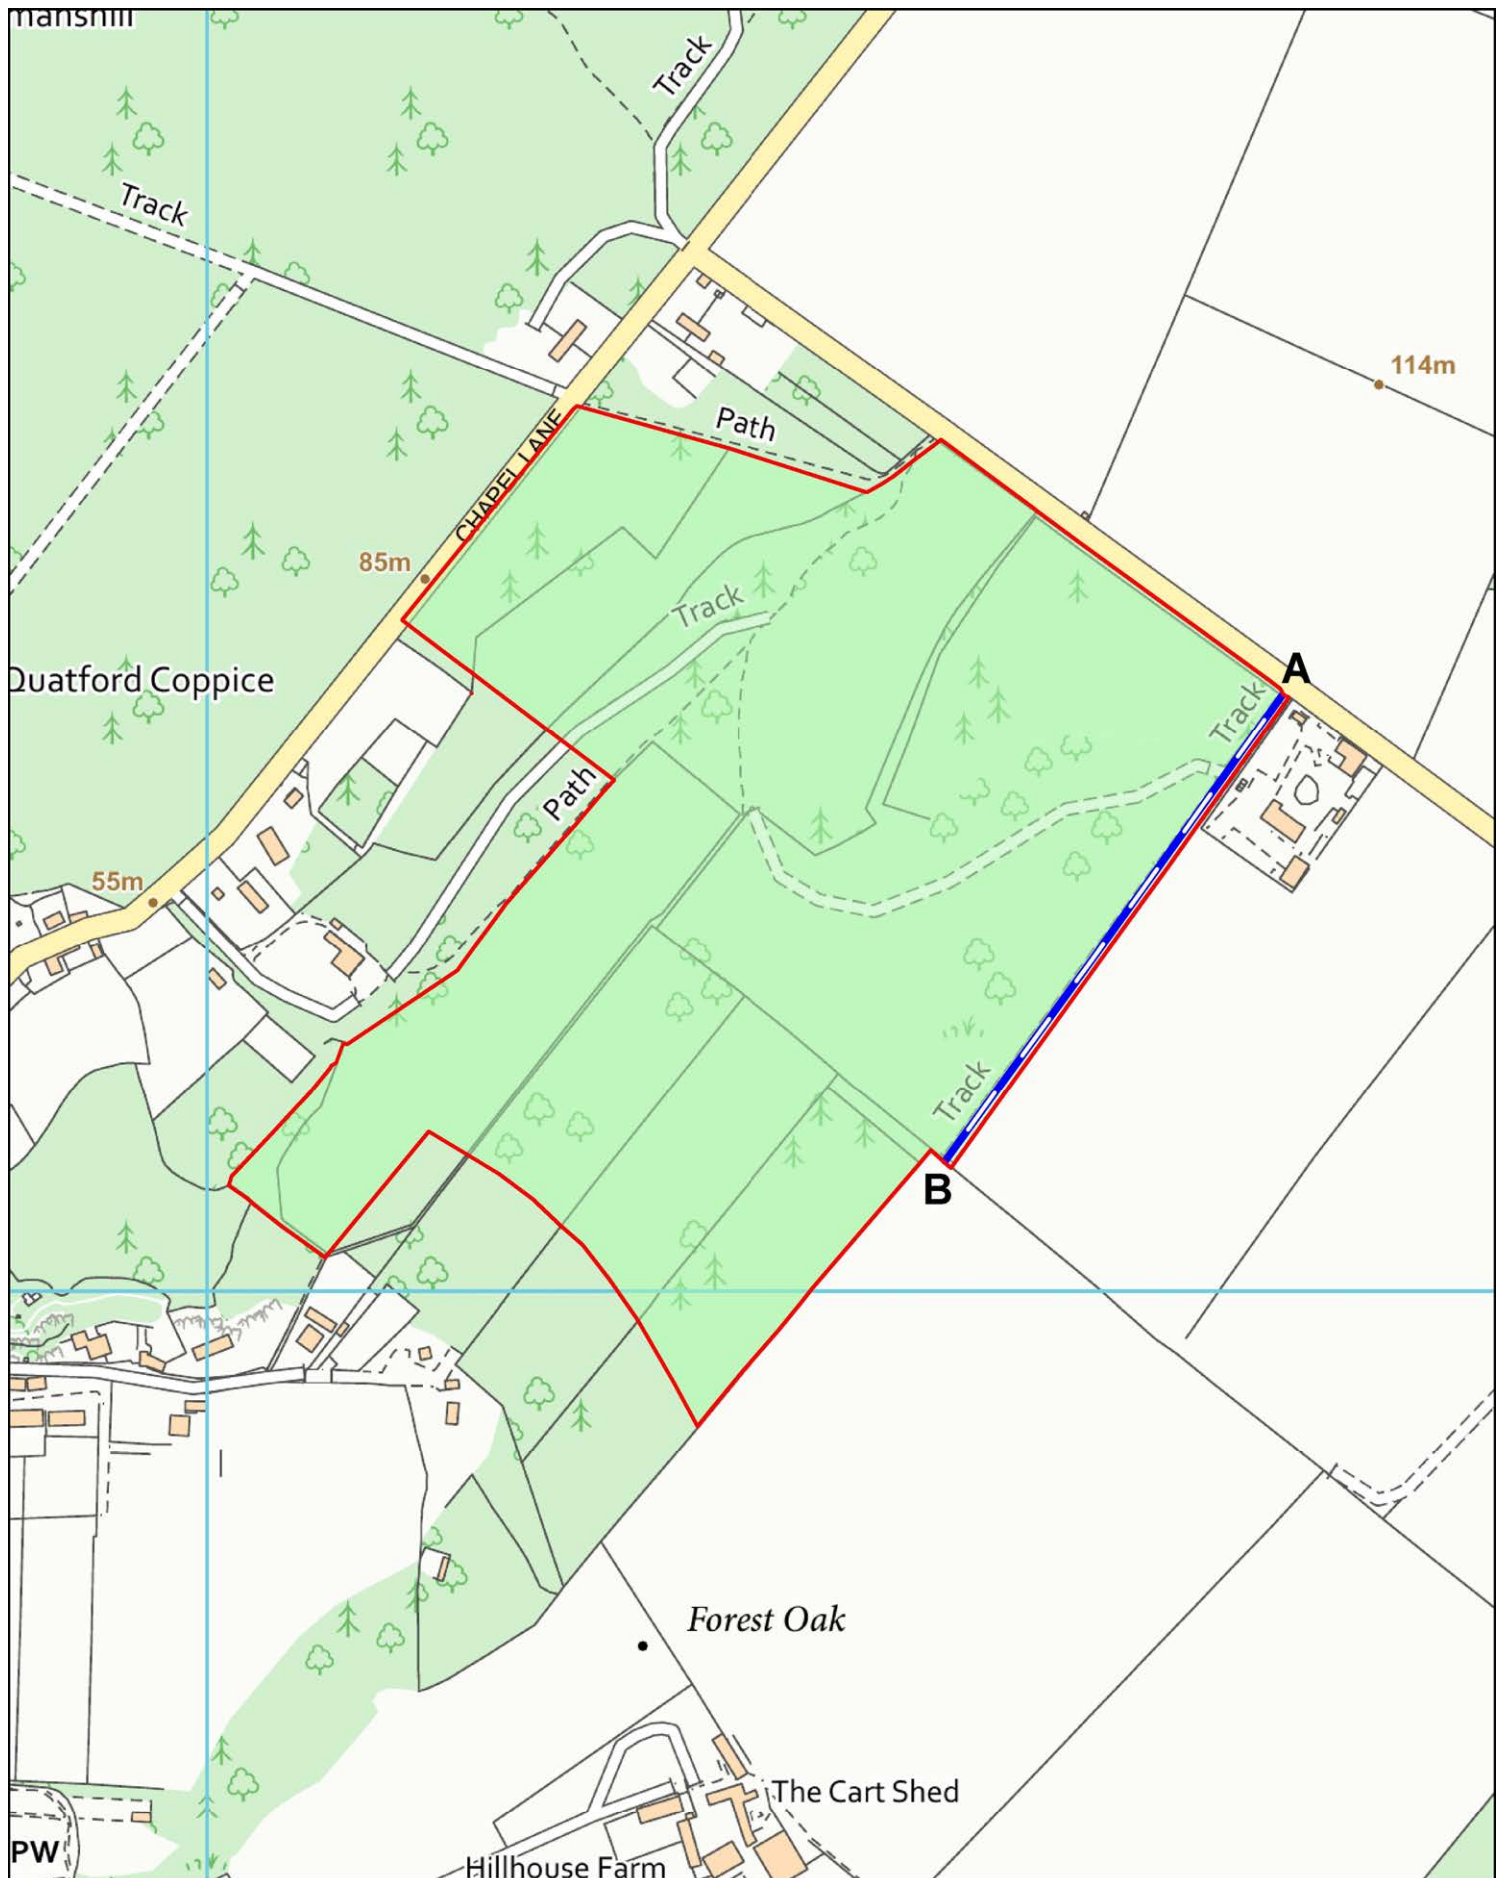 manshill
Track
Track
114m
Path
CHAPEL LANE
85m
Track
A
Quatford Coppice
Track
Path
55m
Track
B
Forest Oak
The Cart Shed
PW
Hillhouse Farm